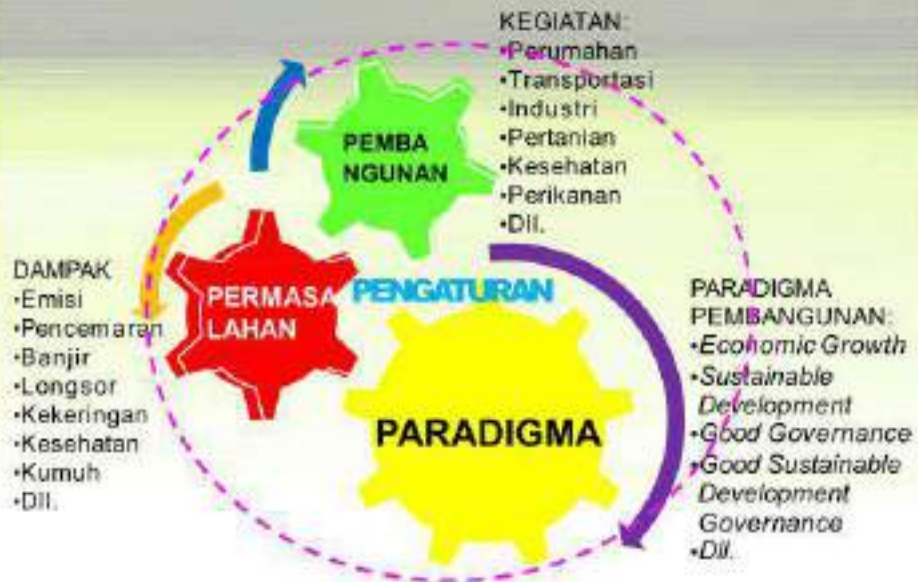 KEGIATAN:
•Perumahan
•Transportasi
•Industri
•Pertanian
•Kesehatan
•Perikanan
•Dll.
PEMBA
NGUNAN
DAMPAK
•Emisi
•Pencemaran
•Banjir
•Longsor
•Kekeringan
•Kesehatan
•Kumuh
•Dll.
PERMASA
LAHAN
PENGATURAN
PARADIGMA
PARADIGMA
PEMBANGUNAN:
•Economic Growth
•Sustainable
Development
•Good Governance
•Good Sustainable
Development
Governance
•Dll.